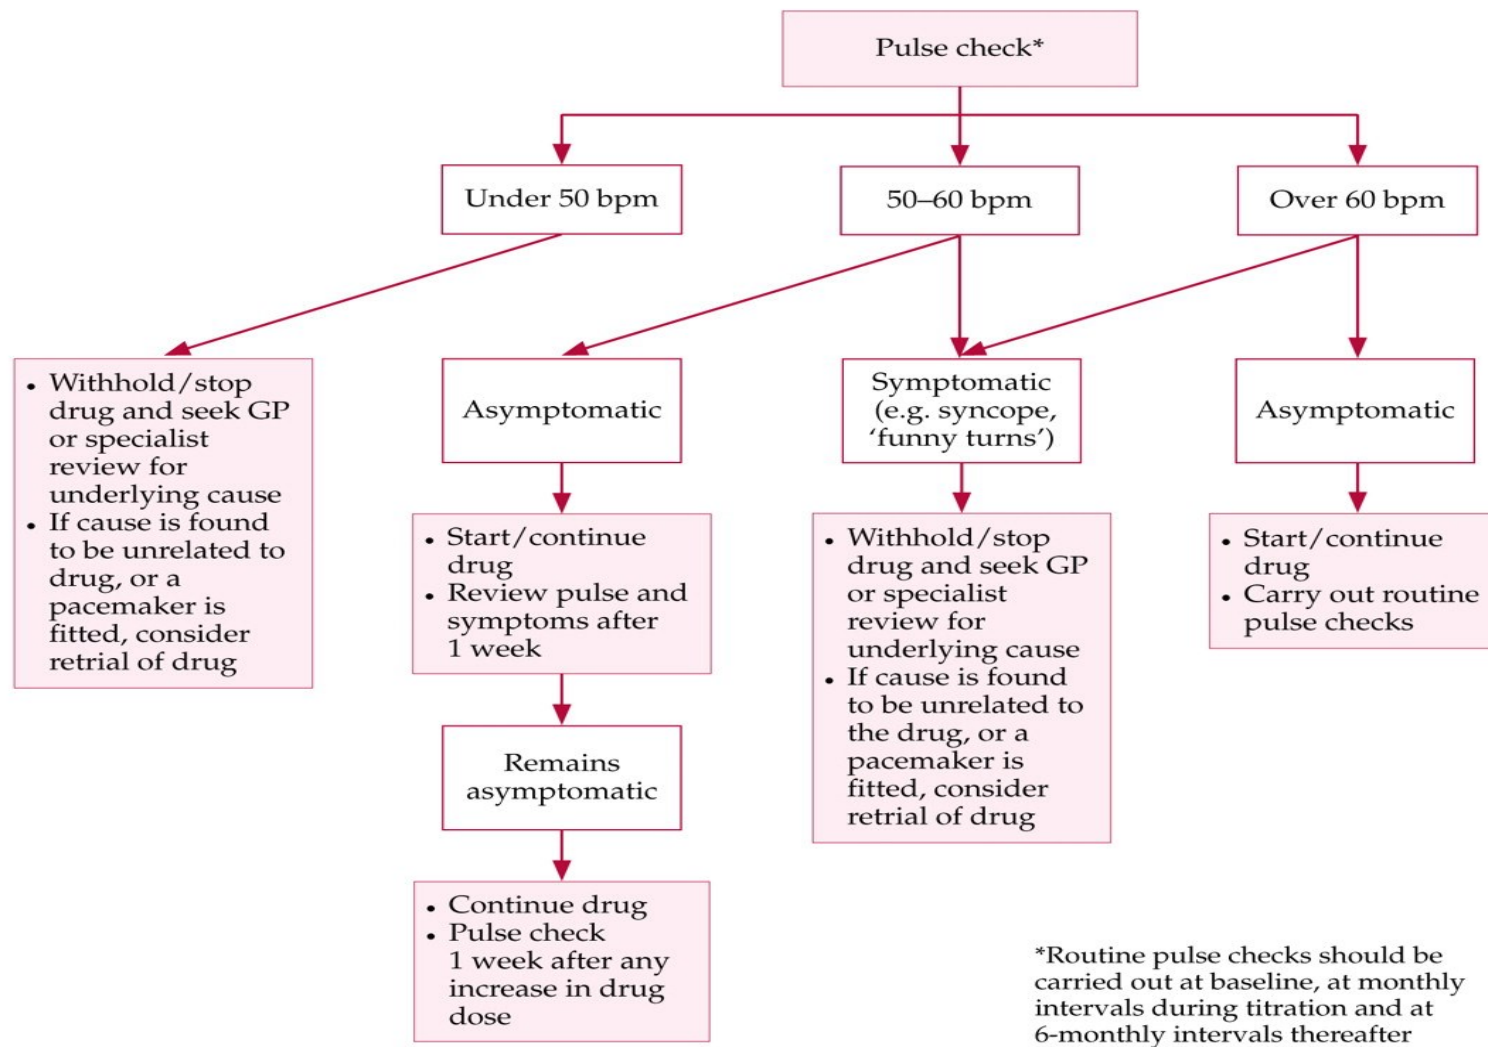 Pulse check*
Under 50 bpm
50–60 bpm
Over 60 bpm
• Withhold/stop
drug and seek GP
or specialist
review for
underlying cause
• If cause is found
to be unrelated to
drug, or a
pacemaker is
fitted, consider
retrial of drug
Asymptomatic
• Start/continue
drug
• Review pulse and
symptoms after
1 week
Remains
asymptomatic
• Continue drug
• Pulse check
1 week after any
increase in drug
dose
Symptomatic
(e.g. syncope,
‘funny turns’)
• Withhold/stop
drug and seek GP
or specialist
review for
underlying cause
• If cause is found
to be unrelated to
the drug, or a
pacemaker is
fitted, consider
retrial of drug
Asymptomatic
• Start/continue
drug
• Carry out routine
pulse checks
*Routine pulse checks should be
carried out at baseline, at monthly
intervals during titration and at
6-monthly intervals thereafter